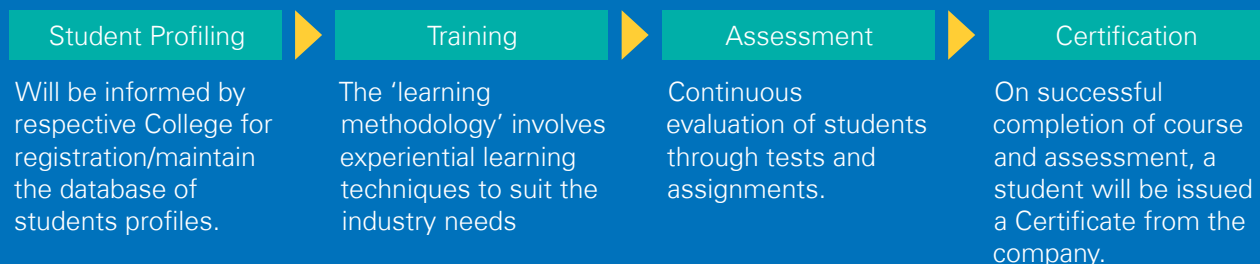 Student Profiling
Will be informed by
respective College for
registration/maintain
the database of
students profiles.
Training
The ‘learning
methodology’ involves
experiential learning
techniques to suit the
industry needs
Assessment
Continuous
evaluation of students
through tests and
assignments.
Certification
On successful
completion of course
and assessment, a
student will be issued
a Certificate from the
company.